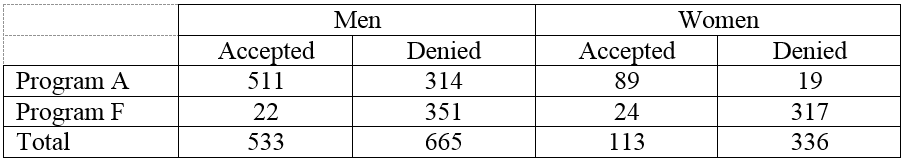 Men Women
Accepted Denied Accepted Denied
Program A 511 314 89 19
Program F 22 351 24 317
Total 533 665 113 336